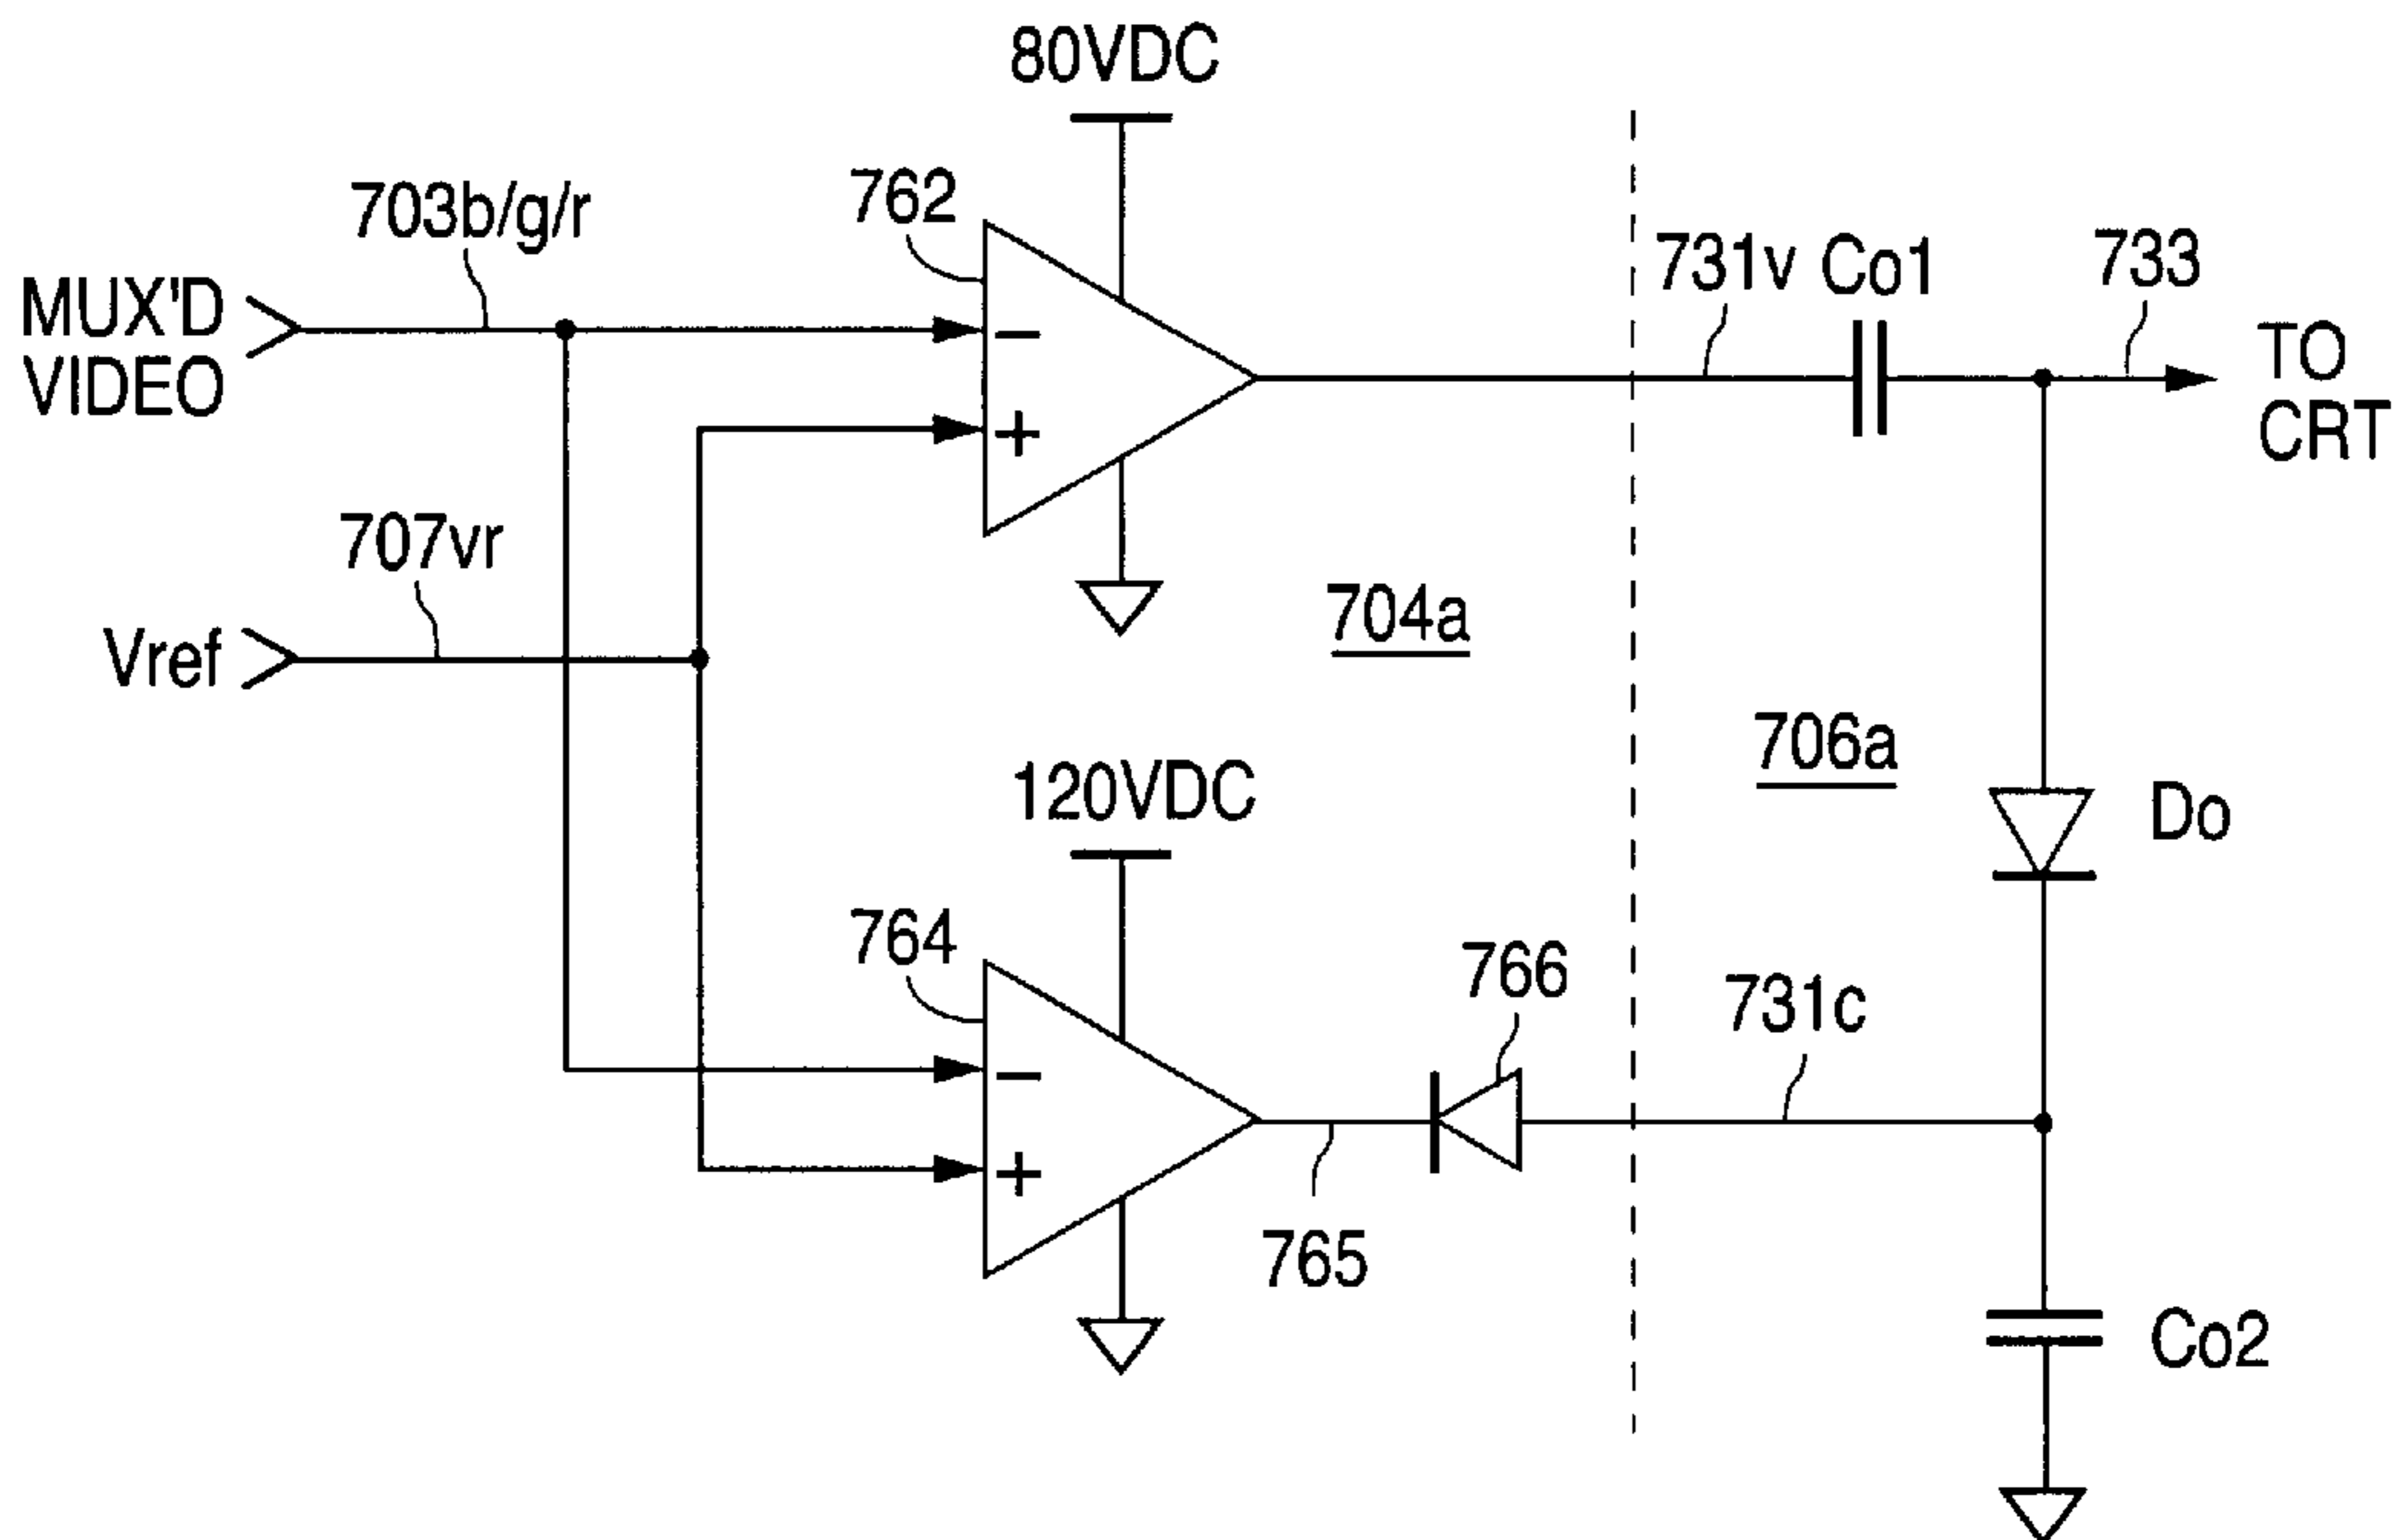 80VDC
703b/g/r
762
MUX'D
VIDEO
731v Co1
733
TO
CRT
−
+
707vr
704a
Vref
706a
120VDC
Do
764
766
731c
−
+
765
Co2